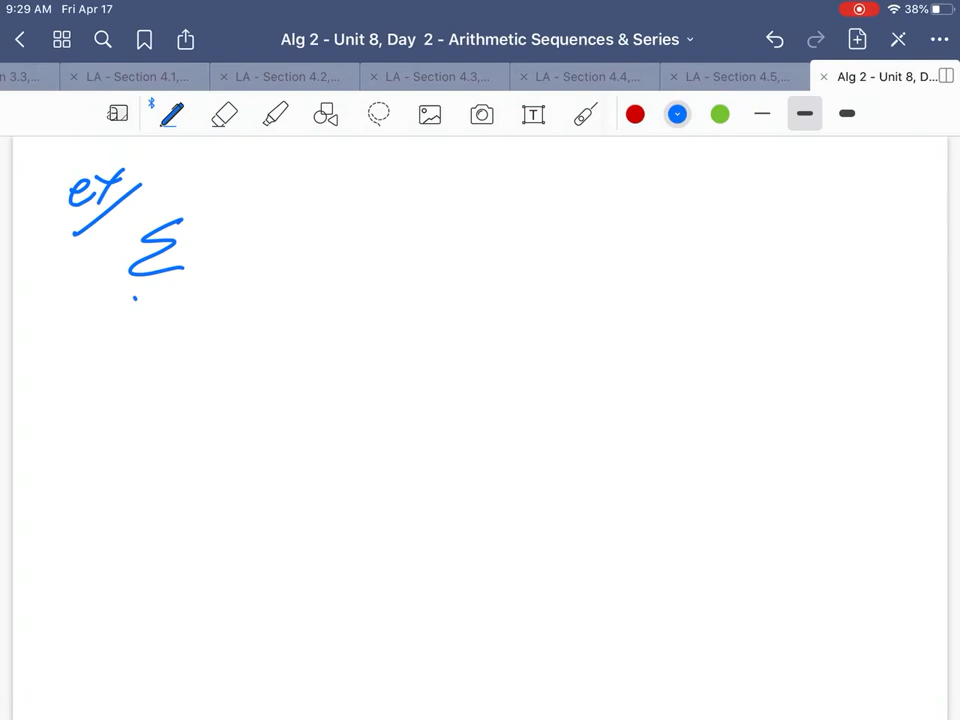 9:29 AM Fri Apr 17
38%
Alg 2 - Unit 8, Day 2 - Arithmetic Sequences & Series
n 3.3,...
LA - Section 4.1,...
LA - Section 4.2,...
LA - Section 4.3,...
LA - Section 4.4,...
LA - Section 4.5,...
Alg 2 - Unit 8, D...
T
ex/
Σ